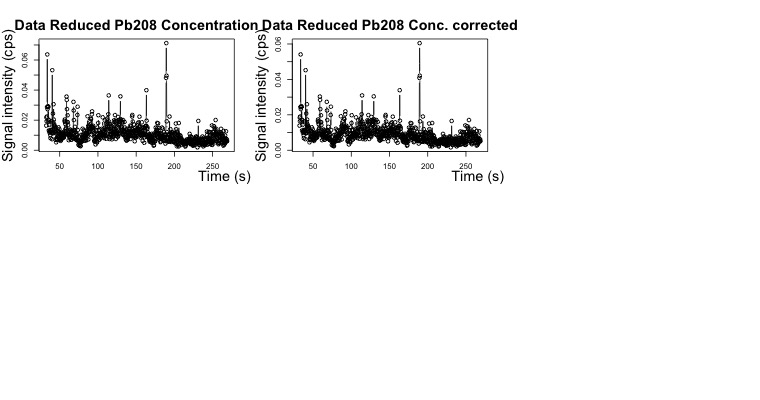 Data Reduced Pb208 Concentration
Signal intensity (cps)
0.00 0.02 0.04 0.06
50 100 150 200 250
Time (s)
Data Reduced Pb208 Conc. corrected
Signal intensity (cps)
0.00 0.02 0.04 0.06
50 100 150 200 250
Time (s)